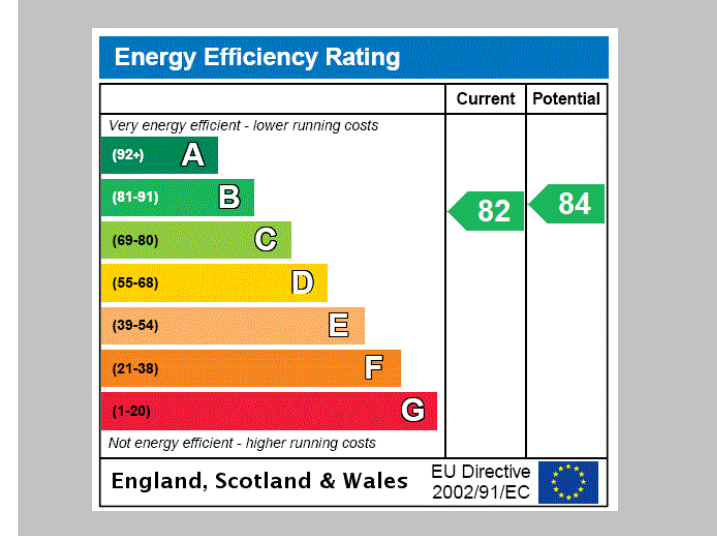 Energy Efficiency Rating
Current Potential
Very energy efficient - lower running costs
(92+) A
(81-91) B
82 84
(69-80) C
(55-68) D
(39-54) E
(21-38) F
(1-20) G
Not energy efficient - higher running costs
England, Scotland & Wales
EU Directive
2002/91/EC